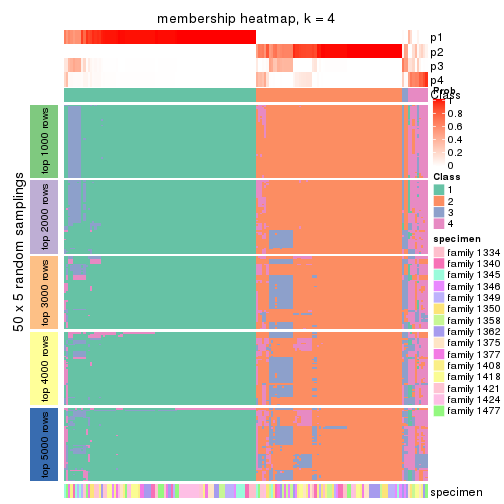 membership heatmap, k = 4
p1
p2
p3
p4
Class
Prob
1
0.8
0.6
0.4
0.2
0
Class
1
2
3
4
specimen
family 1334
family 1340
family 1345
family 1346
family 1349
family 1350
family 1358
family 1362
family 1375
family 1377
family 1408
family 1418
family 1421
family 1424
family 1477
50 x 5 random samplings
top 1000 rows
top 2000 rows
top 3000 rows
top 4000 rows
top 5000 rows
specimen